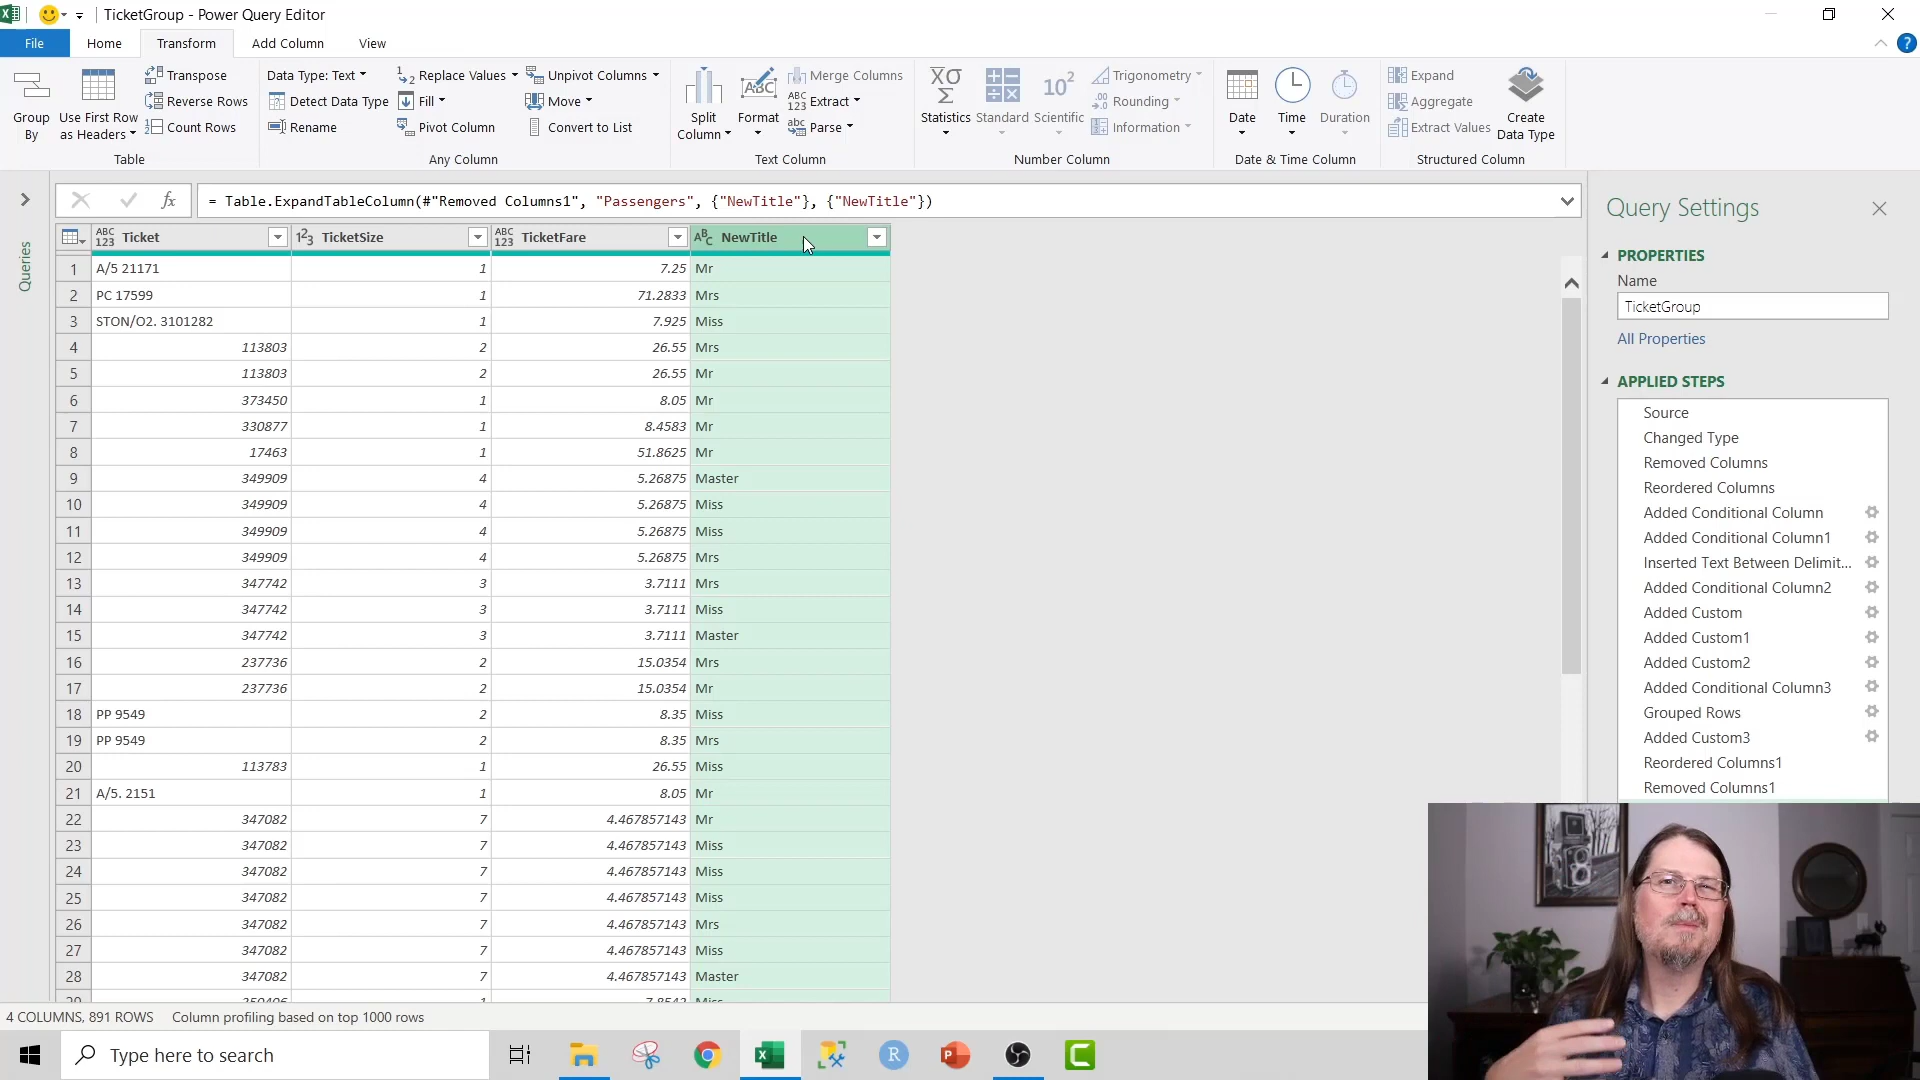 TicketGroup - Power Query Editor
File Home Transform Add Column View
Group By
Use First Row as Headers
Transpose
Reverse Rows
Count Rows
Table
Data Type: Text
Detect Data Type
Rename
Replace Values
Fill
Pivot Column
Unpivot Columns
Move
Convert to List
Any Column
Split Column
Format
Merge Columns
Extract
Parse
Text Column
Statistics
Standard
Scientific
Trigonometry
Rounding
Information
Number Column
Date
Time
Duration
Date & Time Column
Expand
Aggregate
Extract Values
Create Data Type
Structured Column
Queries
fx = Table.ExpandTableColumn(#"Removed Columns1", "Passengers", {"NewTitle"}, {"NewTitle"})
ABC 123 Ticket 123 TicketSize ABC 123 TicketFare ABC NewTitle
1 A/5 21171 1 7.25 Mr
2 PC 17599 1 71.2833 Mrs
3 STON/O2. 3101282 1 7.925 Miss
4 113803 2 26.55 Mrs
5 113803 2 26.55 Mr
6 373450 1 8.05 Mr
7 330877 1 8.4583 Mr
8 17463 1 51.8625 Mr
9 349909 4 5.26875 Master
10 349909 4 5.26875 Miss
11 349909 4 5.26875 Miss
12 349909 4 5.26875 Mrs
13 347742 3 3.7111 Mrs
14 347742 3 3.7111 Miss
15 347742 3 3.7111 Master
16 237736 2 15.0354 Mrs
17 237736 2 15.0354 Mr
18 PP 9549 2 8.35 Miss
19 PP 9549 2 8.35 Mrs
20 113783 1 26.55 Miss
21 A/5. 2151 1 8.05 Mr
22 347082 7 4.467857143 Mr
23 347082 7 4.467857143 Miss
24 347082 7 4.467857143 Miss
25 347082 7 4.467857143 Miss
26 347082 7 4.467857143 Mrs
27 347082 7 4.467857143 Miss
28 347082 7 4.467857143 Master
Query Settings
PROPERTIES
Name
TicketGroup
All Properties
APPLIED STEPS
Source
Changed Type
Removed Columns
Reordered Columns
Added Conditional Column
Added Conditional Column1
Inserted Text Between Delimit...
Added Conditional Column2
Added Custom
Added Custom1
Added Custom2
Added Conditional Column3
Grouped Rows
Added Custom3
Reordered Columns1
Removed Columns1
4 COLUMNS, 891 ROWS Column profiling based on top 1000 rows
Type here to search